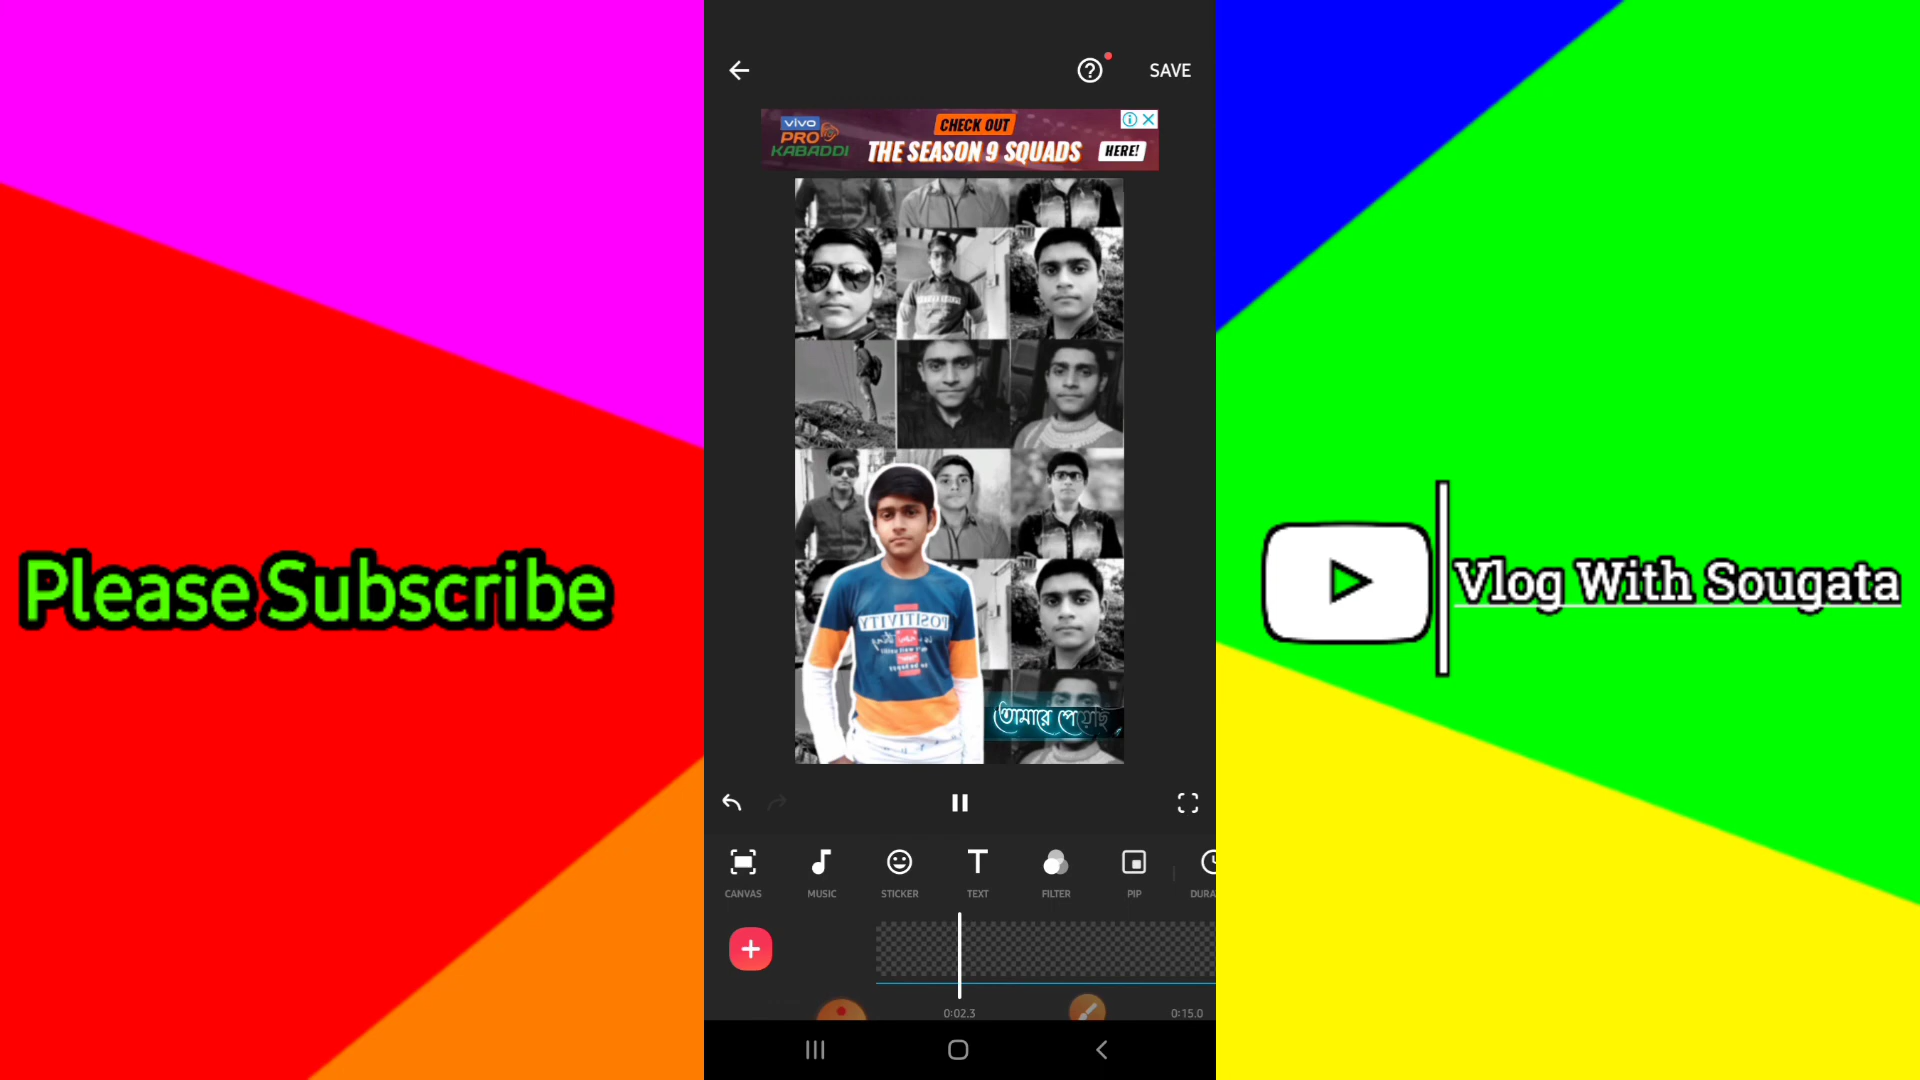 SAVE
vivo
PRO
KABADDI
CHECK OUT
THE SEASON 9 SQUADS
HERE!
POSITIVITY
তোমারে পেয়েছি
Please Subscribe
Vlog With Sougata
CANVAS
MUSIC
STICKER
TEXT
FILTER
PIP
DURA
0:02.3
0:15.0